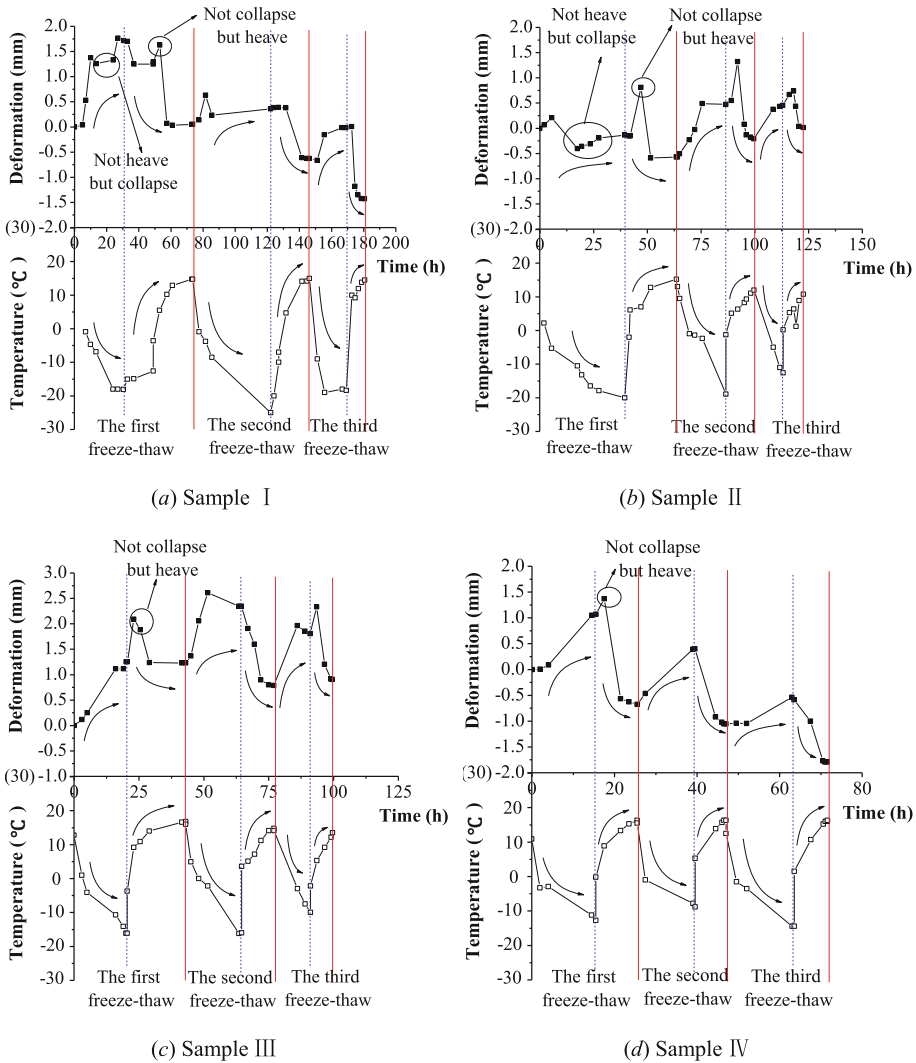 Not collapse
but heave
Deformation (mm)
2.0
1.5
1.0
0.5
0.0
-0.5
-1.0
-1.5
-2.0
(30)
Not heave
but collapse
0 20 40 60 80 100 120 140 160 180 200
Time (h)
Temperature (℃)
20
10
0
-10
-20
-30
The first
freeze-thaw
The second
freeze-thaw
The third
freeze-thaw
(a) Sample Ⅰ
Not heave
but collapse
Not collapse
but heave
Deformation (mm)
2.0
1.5
1.0
0.5
0.0
-0.5
-1.0
-1.5
-2.0
(30)
0 25 50 75 100 125 150
Time (h)
Temperature (℃)
20
10
0
-10
-20
-30
The first
freeze-thaw
The second
freeze-thaw
The third
freeze-thaw
(b) Sample Ⅱ
Not collapse
but heave
Deformation (mm)
3.0
2.5
2.0
1.5
1.0
0.5
0.0
-0.5
-1.0
(30)
0 25 50 75 100 125
Time (h)
Temperature (℃)
20
10
0
-10
-20
-30
The first
freeze-thaw
The second
freeze-thaw
The third
freeze-thaw
(c) Sample Ⅲ
Not collapse
but heave
Deformation (mm)
2.0
1.5
1.0
0.5
0.0
-0.5
-1.0
-1.5
-2.0
(30)
0 20 40 60 80
Time (h)
Temperature (℃)
20
10
0
-10
-20
-30
The first
freeze-thaw
The second
freeze-thaw
The third
freeze-thaw
(d) Sample Ⅳ